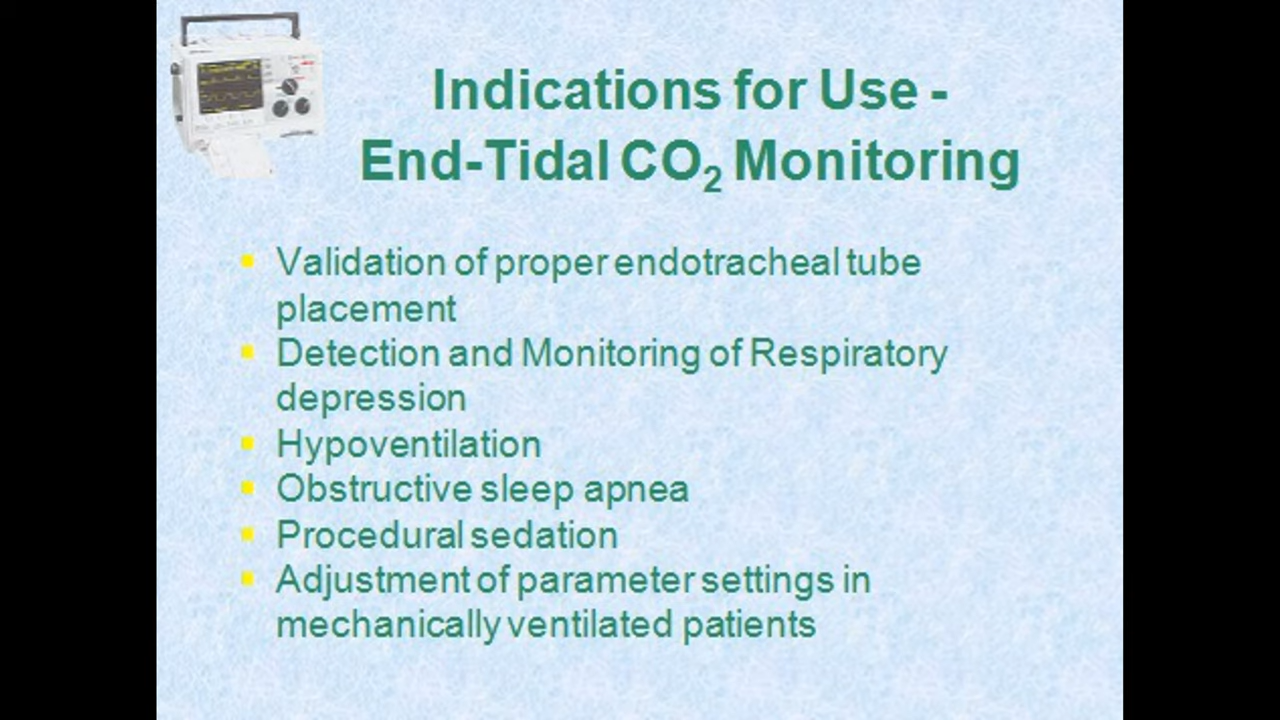 Indications for Use -
End-Tidal CO₂ Monitoring
Validation of proper endotracheal tube
placement
Detection and Monitoring of Respiratory
depression
Hypoventilation
Obstructive sleep apnea
Procedural sedation
Adjustment of parameter settings in
mechanically ventilated patients